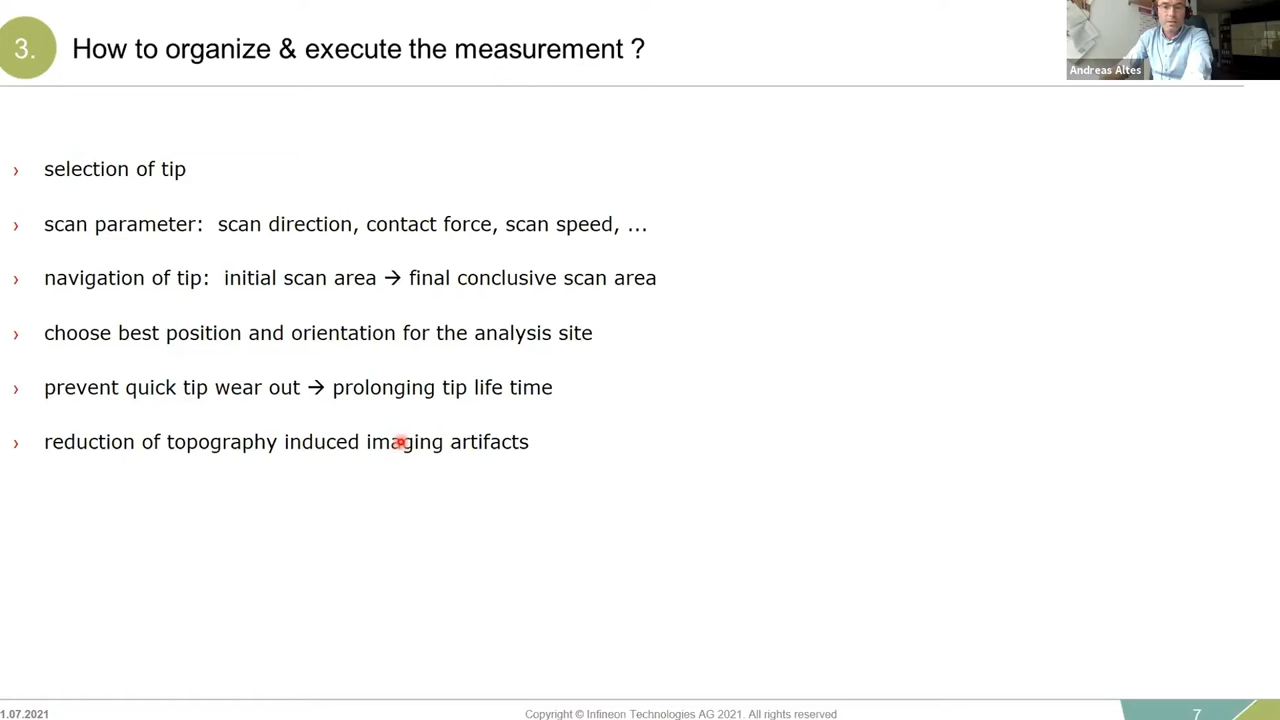 3. How to organize & execute the measurement ?
Andreas Altes
› selection of tip
› scan parameter: scan direction, contact force, scan speed, ...
› navigation of tip: initial scan area → final conclusive scan area
› choose best position and orientation for the analysis site
› prevent quick tip wear out → prolonging tip life time
› reduction of topography induced imaging artifacts
1.07.2021 Copyright © Infineon Technologies AG 2021. All rights reserved 7